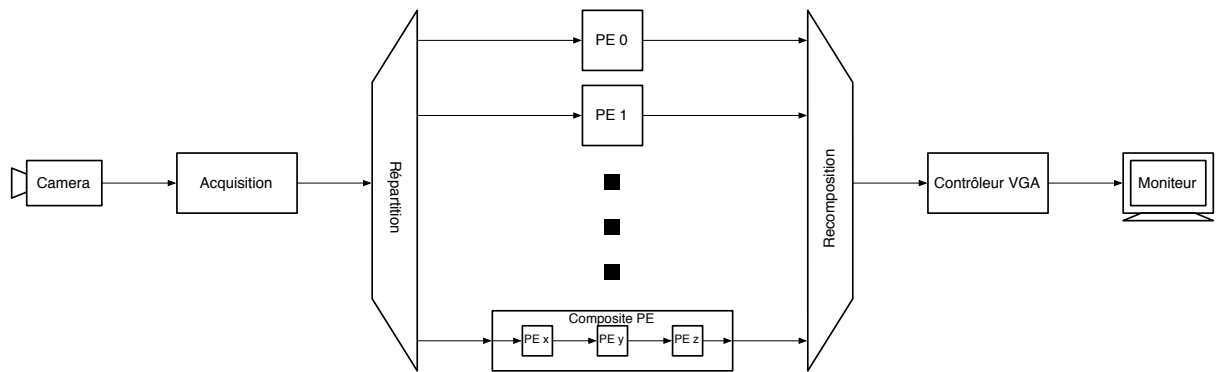 Camera
Acquisition
Répartition
PE 0
PE 1
Composite PE
PE x
PE y
PE z
Recomposition
Contrôleur VGA
Moniteur